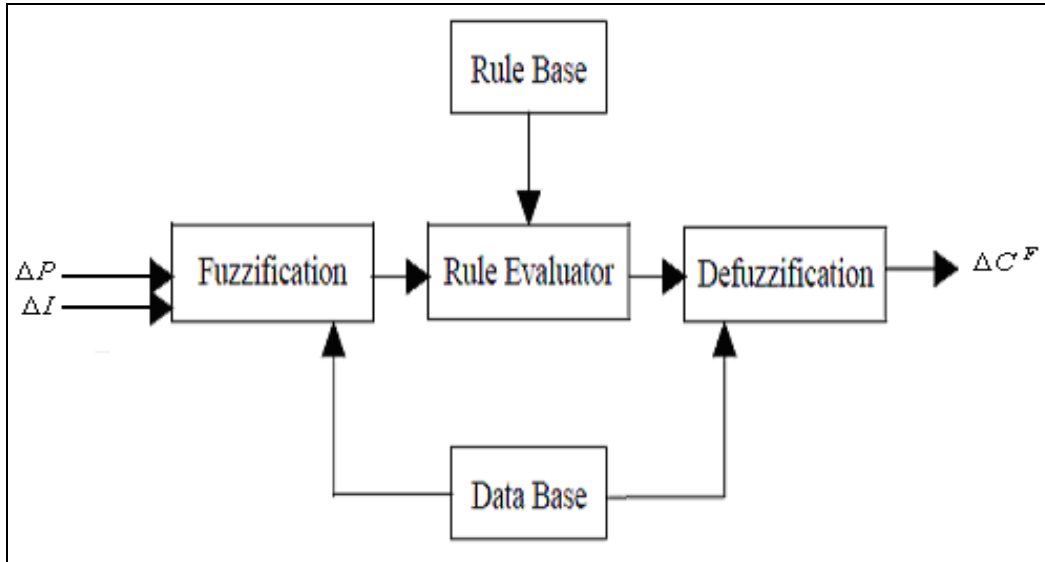 Rule Base
ΔP
ΔI
Fuzzification
Rule Evaluator
Defuzzification
ΔC^F
Data Base